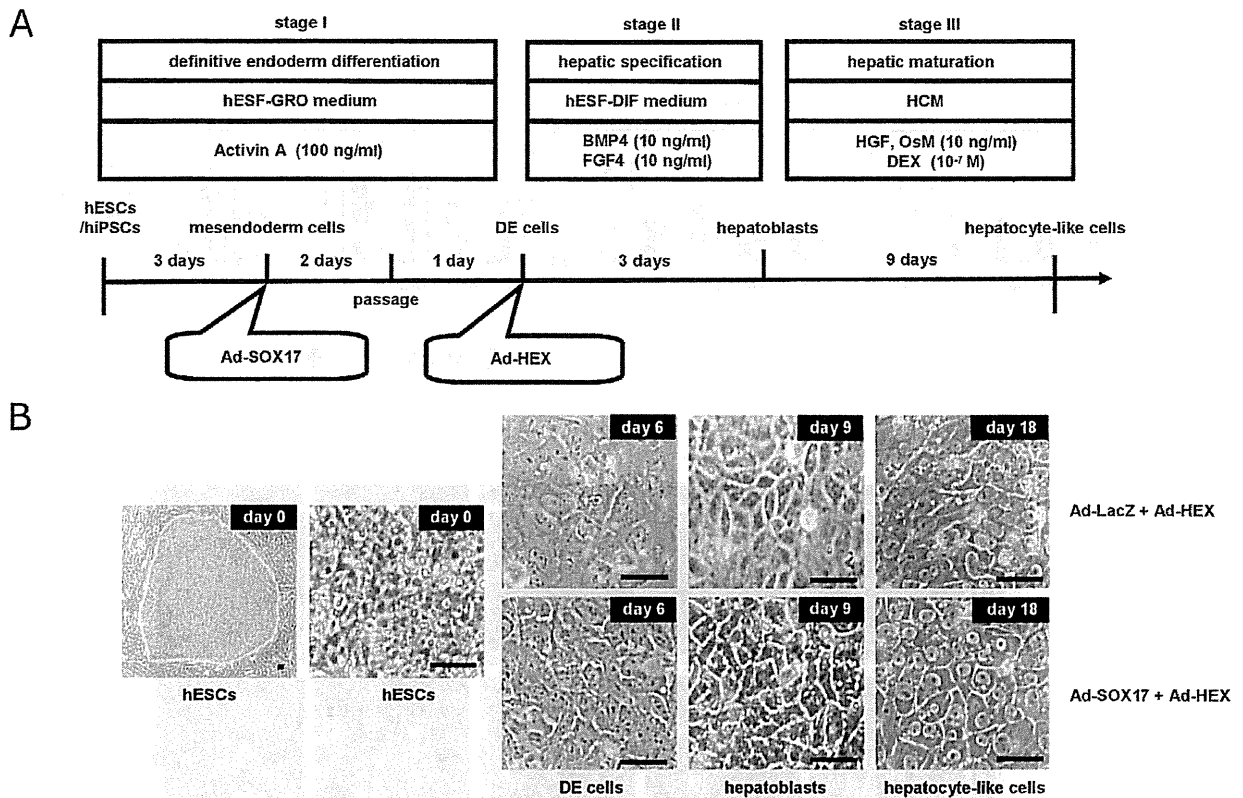 A
stage I
stage II
stage III
definitive endoderm differentiation
hepatic specification
hepatic maturation
hESF-GRO medium
hESF-DIF medium
HCM
Activin A (100 ng/ml)
BMP4 (10 ng/ml)
FGF4 (10 ng/ml)
HGF, OsM (10 ng/ml)
DEX (10⁻⁷ M)
hESCs
/hiPSCs
mesendoderm cells
DE cells
hepatoblasts
hepatocyte-like cells
3 days
2 days
1 day
3 days
9 days
passage
Ad-SOX17
Ad-HEX
B
day 6
day 9
day 18
Ad-LacZ + Ad-HEX
day 0
day 0
hESCs
hESCs
day 6
day 9
day 18
Ad-SOX17 + Ad-HEX
DE cells
hepatoblasts
hepatocyte-like cells